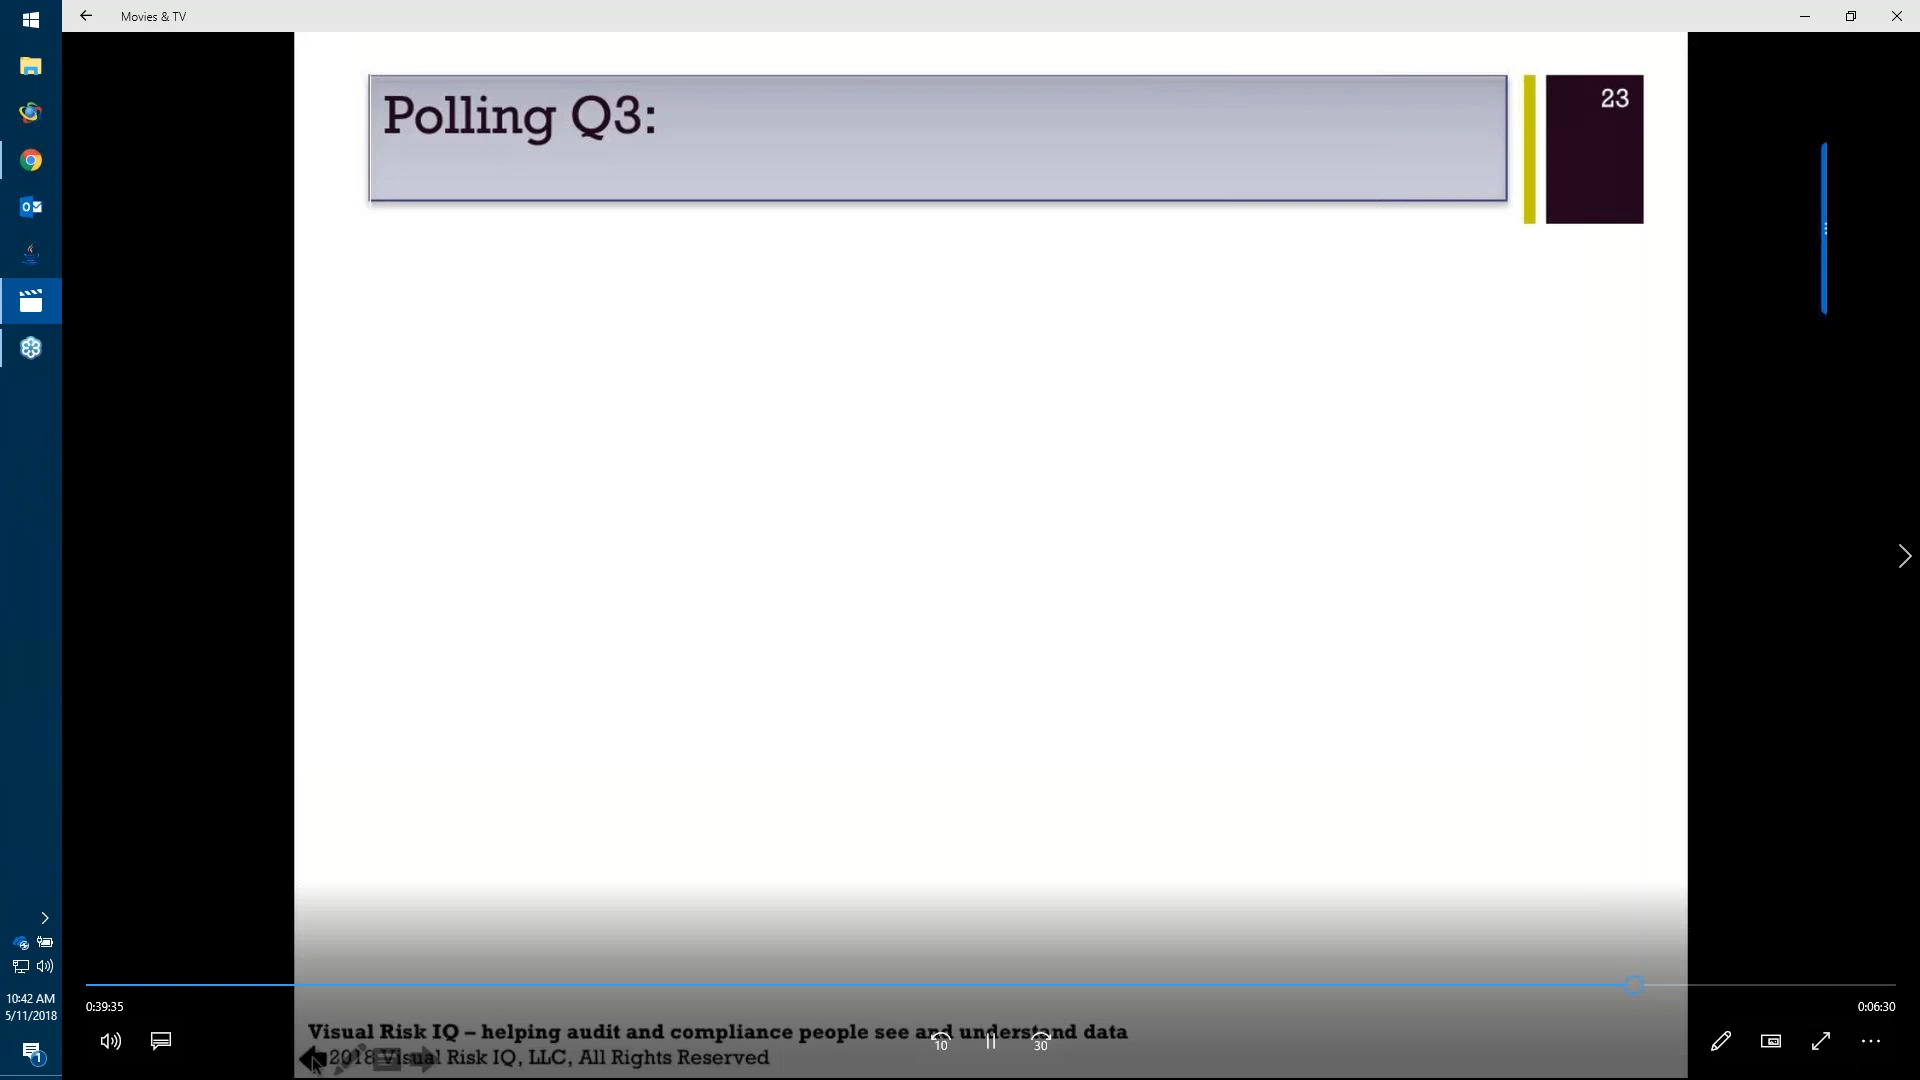 Movies & TV
Polling Q3:
23
0:39:35
0:06:30
10:42 AM
5/11/2018
1
Visual Risk IQ – helping audit and compliance people see and understand data
2018 Visual Risk IQ, LLC, All Rights Reserved
10
30